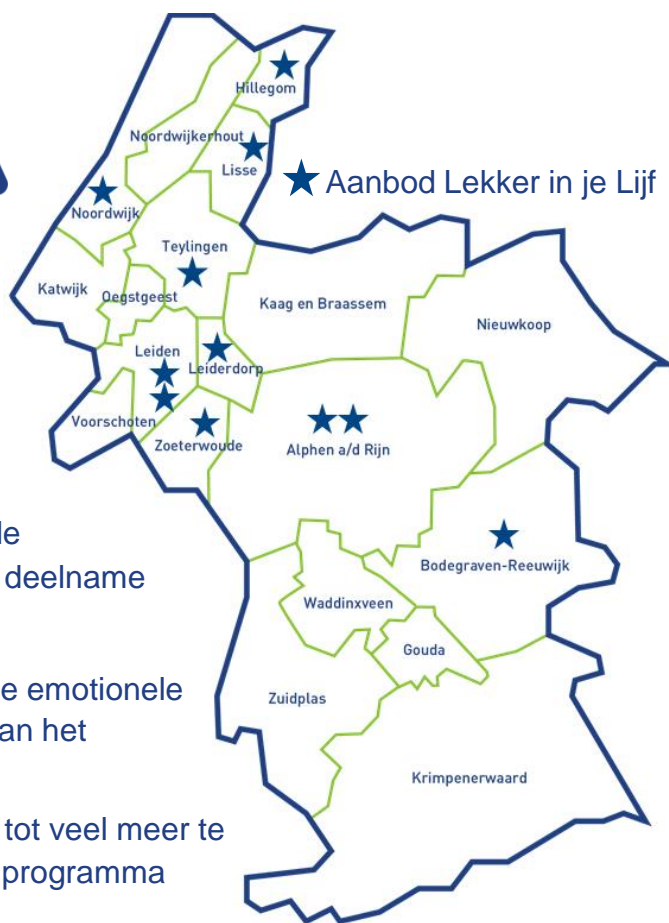 Hillegom
Noordwijkerhout
Lisse
Aanbod Lekker in je Lijf
Noordwijk
Teylingen
Katwijk
Oegstgeest
Kaag en Braassem
Nieuwkoop
Leiden
Leiderdorp
Voorschoten
Zoeterwoude
Alphen a/d Rijn
deelname
Bodegraven-Reeuwijk
Waddinxveen
Gouda
e emotionele
Zuidplas
an het
Krimpenerwaard
tot veel meer te
programma